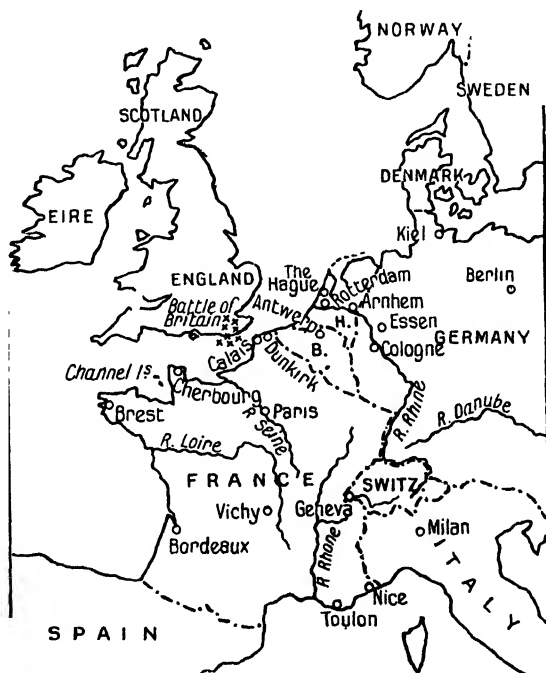 NORWAY
SWEDEN
SCOTLAND
DENMARK
EIRE
Kiel
ENGLAND
The
Hague
Rotterdam
Berlin
Battle of
Britain
Antwerp
H.
Arnhem
Essen
GERMANY
Calais
Dunkirk
B.
Cologne
Channel Is.
Cherbourg
Brest
Paris
R. Seine
R. Rhine
R. Danube
R. Loire
FRANCE
SWITZ
Vichy
Geneva
Milan
Bordeaux
R. Rhone
ITALY
Nice
Toulon
SPAIN